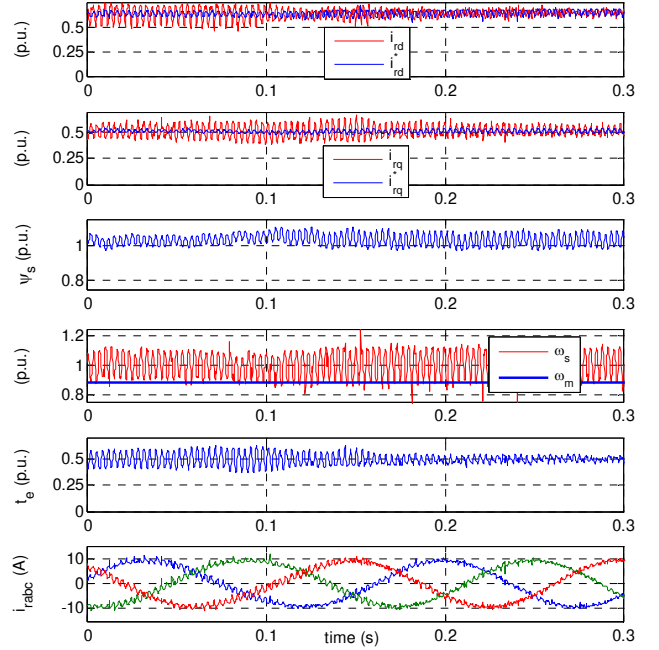 (p.u.)
0.5
0.25
0
i_rd
i*_rd
0 0.1 0.2 0.3
(p.u.)
0.5
0.25
0
i_rq
i*_rq
0 0.1 0.2 0.3
ψ_s (p.u.)
1
0.8
0 0.1 0.2 0.3
(p.u.)
1.2
1
0.8
ω_s
ω_m
0 0.1 0.2 0.3
t_e (p.u.)
0.5
0.25
0
0 0.1 0.2 0.3
i_rabc (A)
10
0
-10
0 0.1 0.2 0.3
time (s)